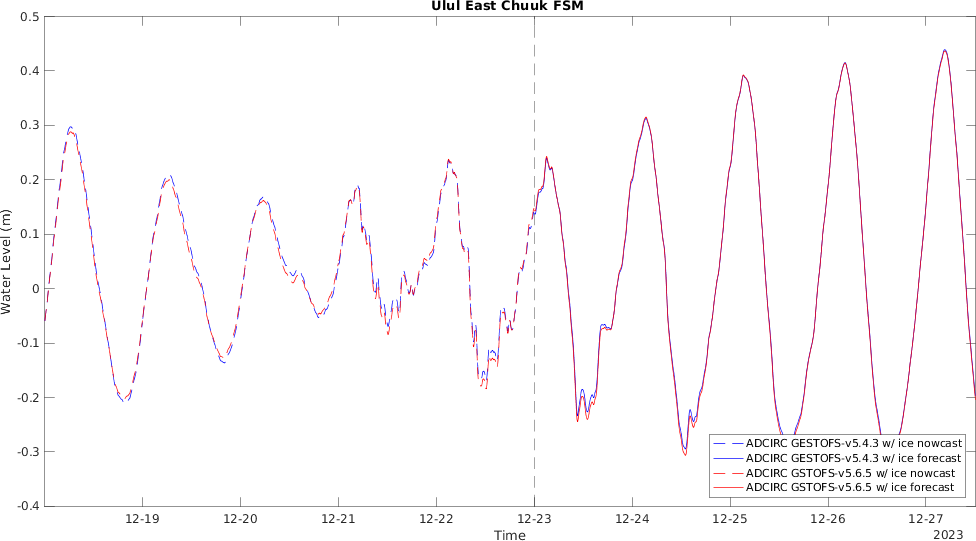 Ulul East Chuuk FSM
0.5
0.4
0.3
0.2
0.1
0
-0.1
-0.2
-0.3
-0.4
Water Level (m)
12-19 12-20 12-21 12-22 12-23 12-24 12-25 12-26 12-27
Time
2023
ADCIRC GESTOFS-v5.4.3 w/ ice nowcast
ADCIRC GESTOFS-v5.4.3 w/ ice forecast
ADCIRC GSTOFS-v5.6.5 w/ ice nowcast
ADCIRC GSTOFS-v5.6.5 w/ ice forecast